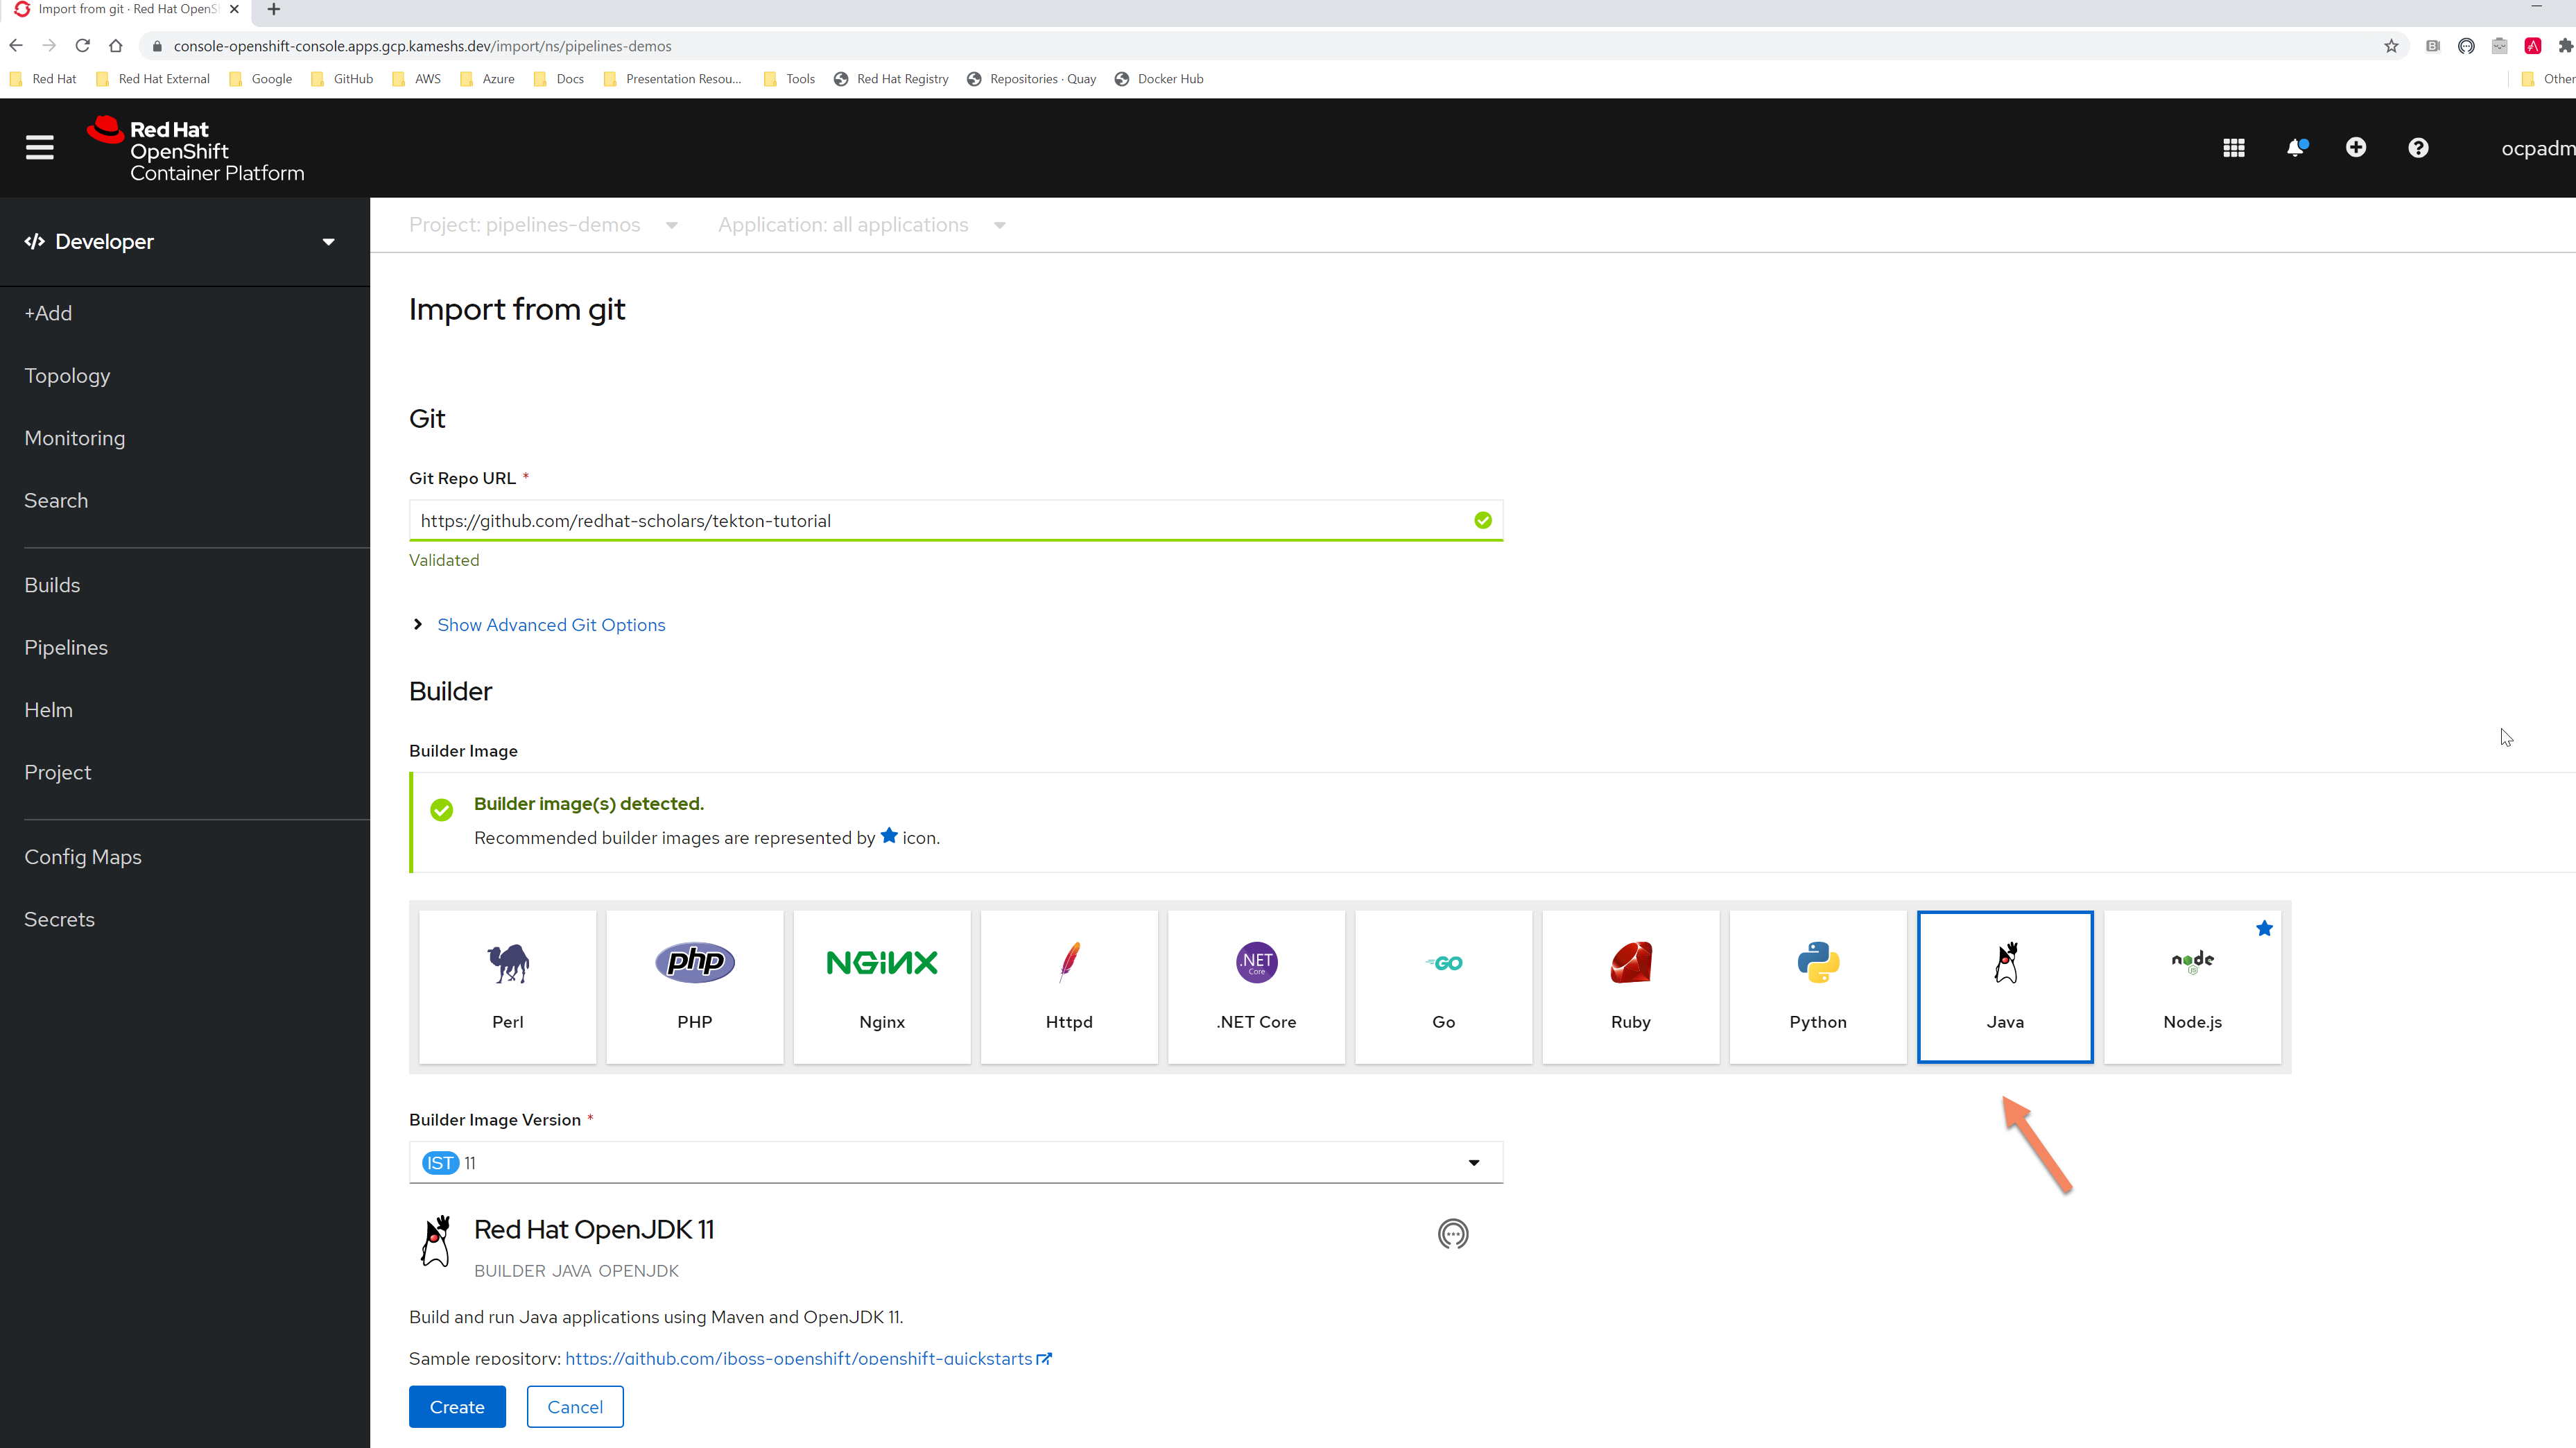 Import from git · Red Hat OpenS
console-openshift-console.apps.gcp.kameshs.dev/import/ns/pipelines-demos
Red Hat
Red Hat External
Google
GitHub
AWS
Azure
Docs
Presentation Resou...
Tools
Red Hat Registry
Repositories · Quay
Docker Hub
Other
Red Hat
OpenShift
Container Platform
ocpadm
Developer
Project: pipelines-demos
Application: all applications
+Add
Topology
Monitoring
Search
Builds
Pipelines
Helm
Project
Config Maps
Secrets
Import from git
Git
Git Repo URL *
https://github.com/redhat-scholars/tekton-tutorial
Validated
Show Advanced Git Options
Builder
Builder Image
Builder image(s) detected.
Recommended builder images are represented by ★ icon.
Perl
php
PHP
NGiNX
Nginx
Httpd
.NET
Core
.NET Core
GO
Go
Ruby
Python
Java
node
JS
Node.js
Builder Image Version *
IST 11
Red Hat OpenJDK 11
BUILDER JAVA OPENJDK
Build and run Java applications using Maven and OpenJDK 11.
Sample repository: https://github.com/jboss-openshift/openshift-quickstarts
Create
Cancel